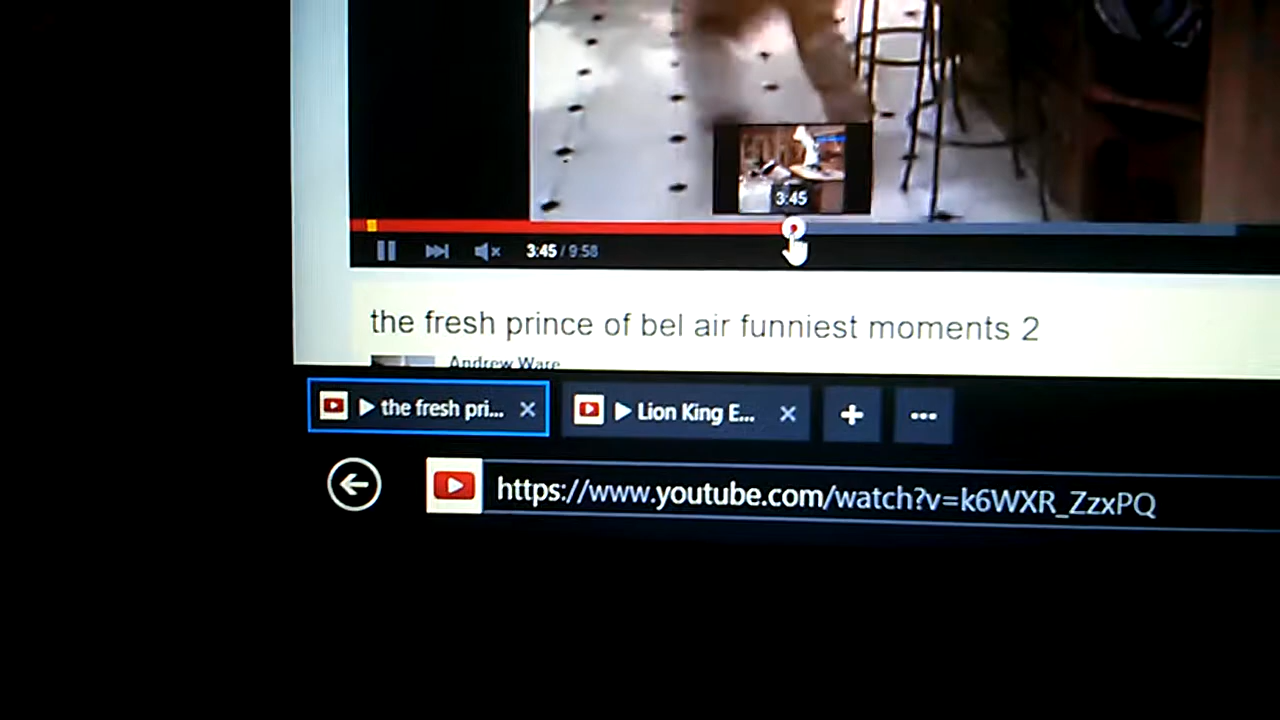 3:45
3:45 / 9:58
the fresh prince of bel air funniest moments 2
Andrew Ware
the fresh pri...
Lion King E...
https://www.youtube.com/watch?v=k6WXR_ZzxPQ